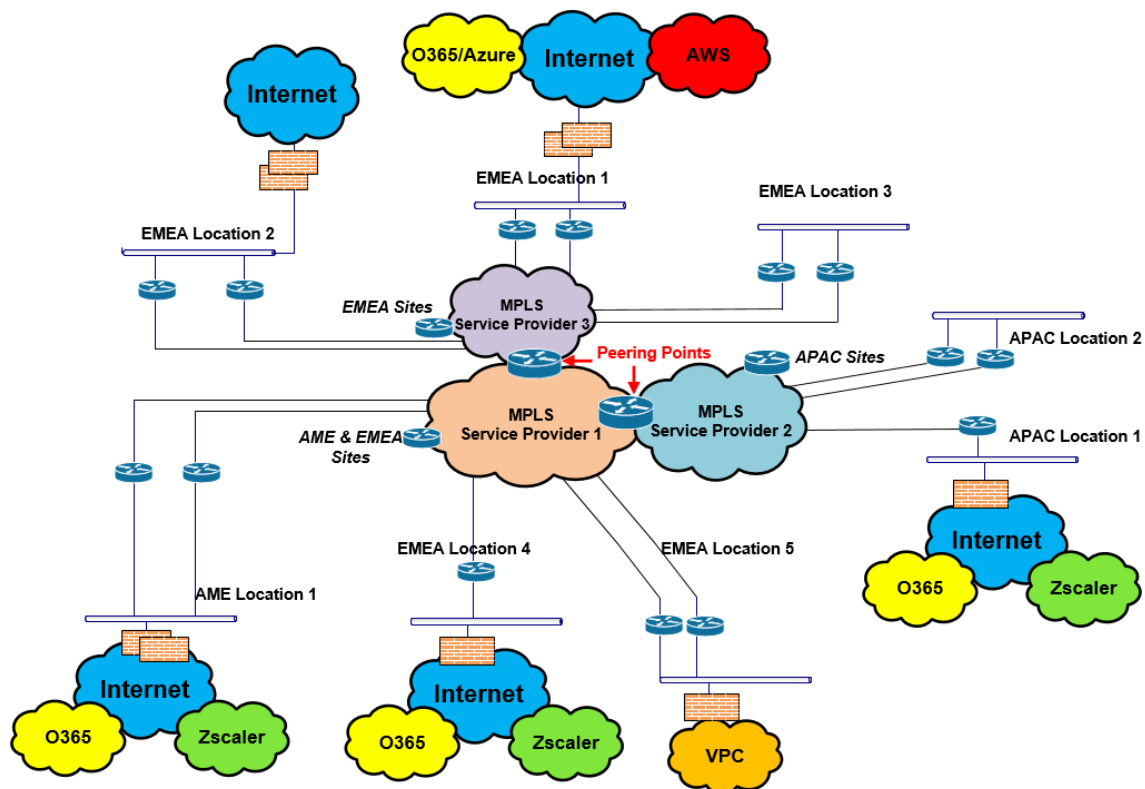 O365/Azure
Internet
AWS
Internet
EMEA Location 1
EMEA Location 3
EMEA Location 2
MPLS
Service Provider 3
EMEA Sites
Peering Points
APAC Sites
APAC Location 2
MPLS
Service Provider 1
MPLS
Service Provider 2
AME & EMEA
Sites
APAC Location 1
Internet
O365
Zscaler
EMEA Location 4
EMEA Location 5
AME Location 1
Internet
O365
Zscaler
Internet
O365
Zscaler
VPC